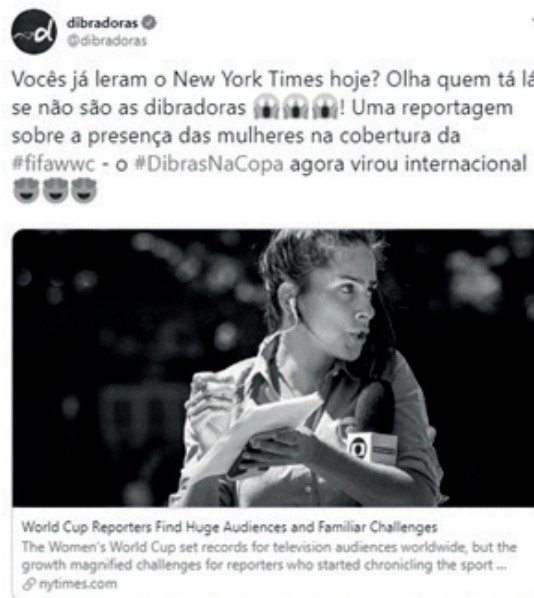 dibradoras
@dibradoras
Vocês já leram o New York Times hoje? Olha quem tá lá
se não são as dibradoras 😱😱😱! Uma reportagem
sobre a presença das mulheres na cobertura da
#fifawwc - o #DibrasNaCopa agora virou internacional
🤩🤩🤩
World Cup Reporters Find Huge Audiences and Familiar Challenges
The Women's World Cup set records for television audiences worldwide, but the
growth magnified challenges for reporters who started chronicling the sport ...
nytimes.com